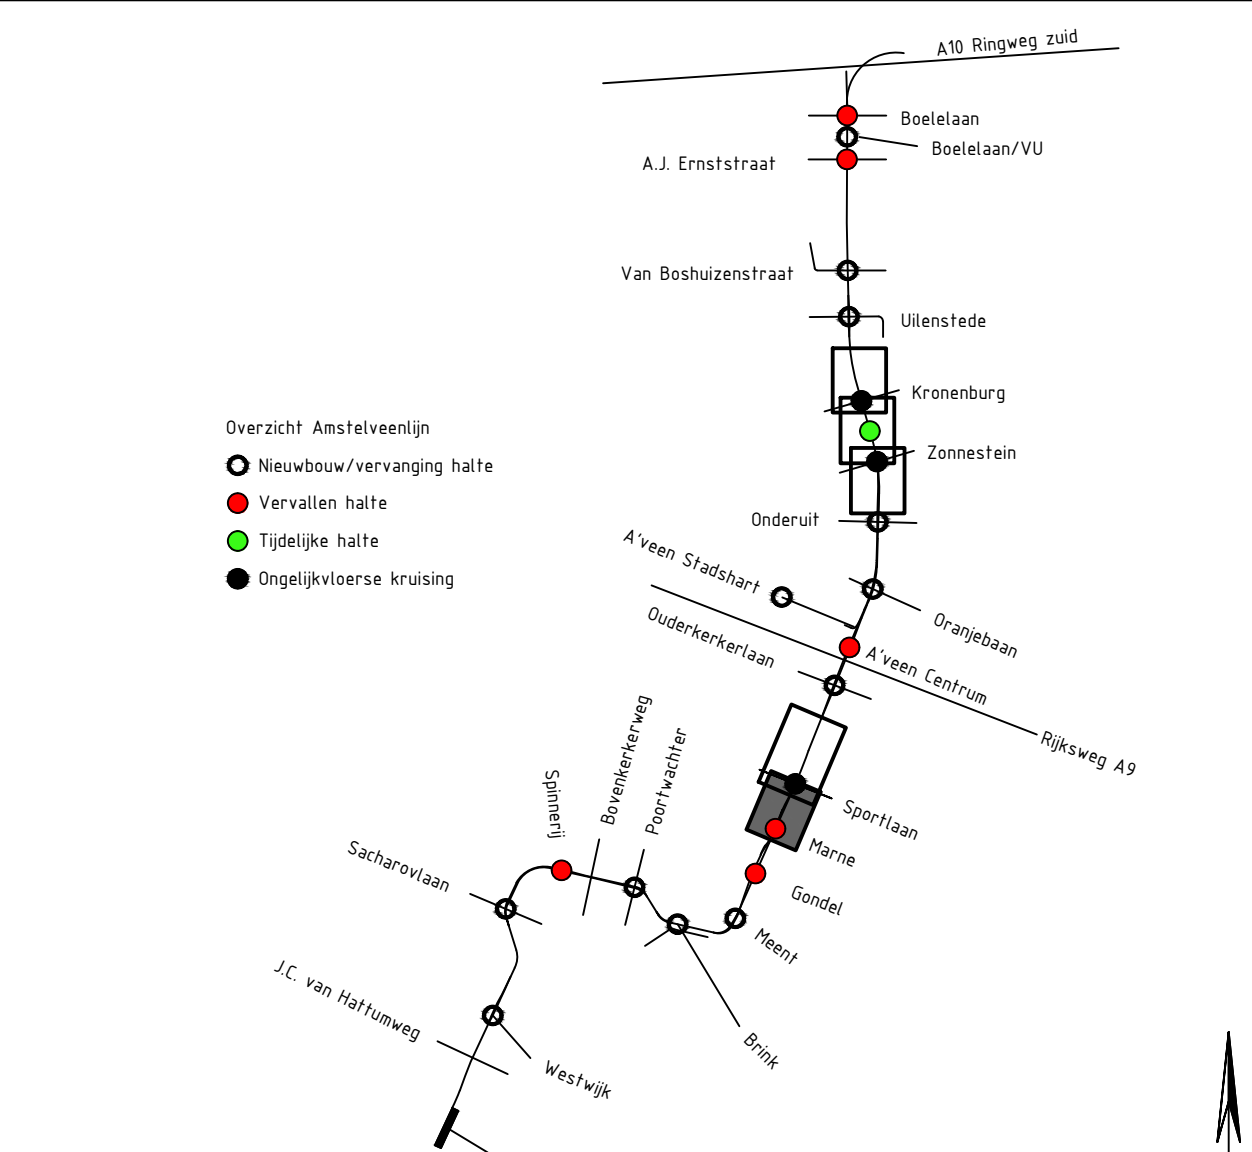 A10 Ringweg zuid
Boelelaan
Boelelaan/VU
A.J. Ernststraat
Van Boshuizenstraat
Uilenstede
Kronenburg
Overzicht Amstelveenlijn
Nieuwbouw/vervanging halte
Vervallen halte
Tijdelijke halte
Ongelijkvloerse kruising
Zonnestein
Onderuit
A'veen Stadshart
Oranjebaan
Ouderkerkerlaan
A'veen Centrum
Rijksweg A9
Bovenkerkerweg
Poortwachter
Spinnerij
Sportlaan
Marne
Sacharovlaan
Gondel
Meent
J.C. van Hattumweg
Brink
Westwijk